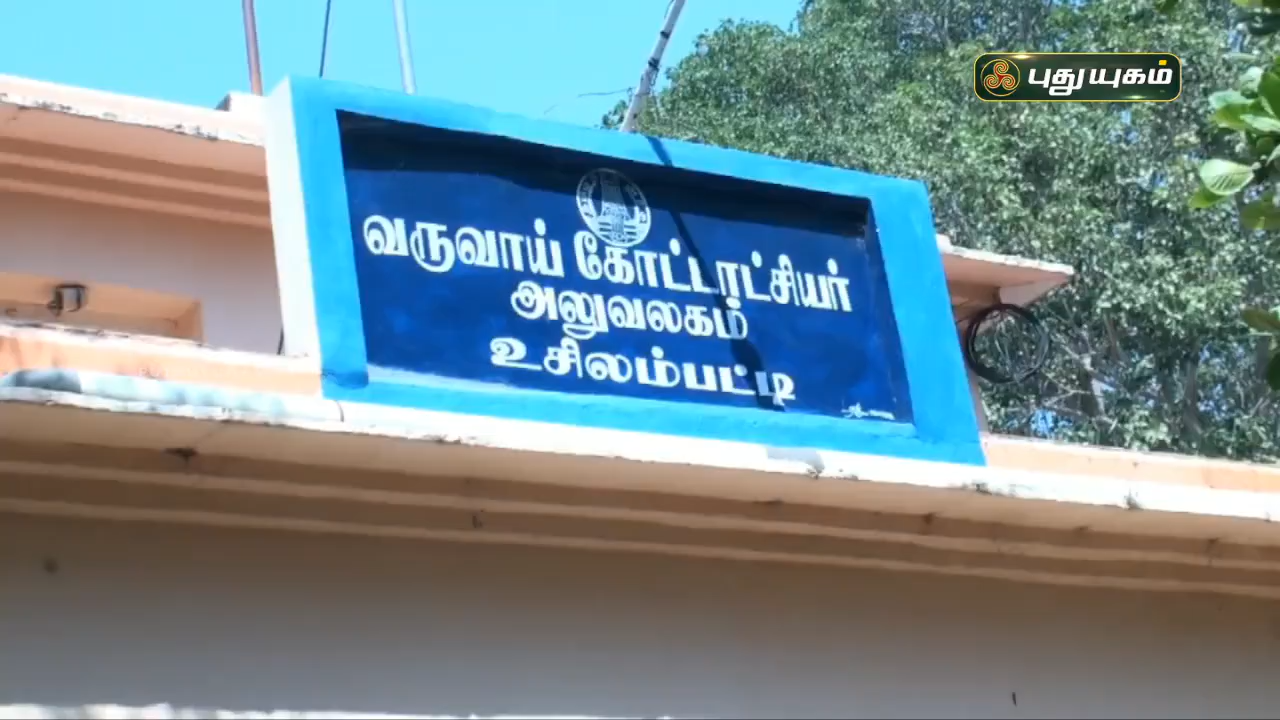 புதுயுகம்
வருவாய் கோட்டாட்சியர்
அலுவலகம்
உசிலம்பட்டி